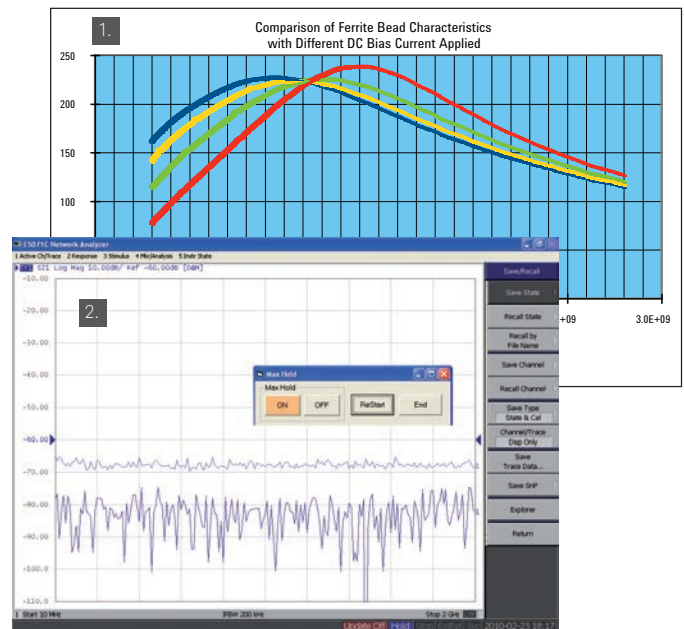 1.
Comparison of Ferrite Bead Characteristics
with Different DC Bias Current Applied
250
200
150
100
+09
3.0E+09
E5071C Network Analyzer
1 Active Ch/Trace 2 Response 3 Stimulus 4 Mkr/Analysis 5 Instr State
S21 Log Mag 10.00dB/ Ref -60.00dB
-10.00
2.
-20.00
-30.00
-40.00
-50.00
-60.00
-70.00
-80.00
-90.00
-100.0
-110.0
Max Hold
Max Hold
ON
OFF
ReStart
End
Save/Recall
Save State
Recall State
Recall by
File Name
Save Channel
Recall Channel
Save Type
State & Cal
Channel/Trace
Disp Only
Save
Trace Data...
Save SnP
Explorer
Return
1 Start 10 MHz
IFBW 200 kHz
Stop 2 GHz
Update Off
Hold
Stop
ExtRef
Svc
2010-02-23 18:17